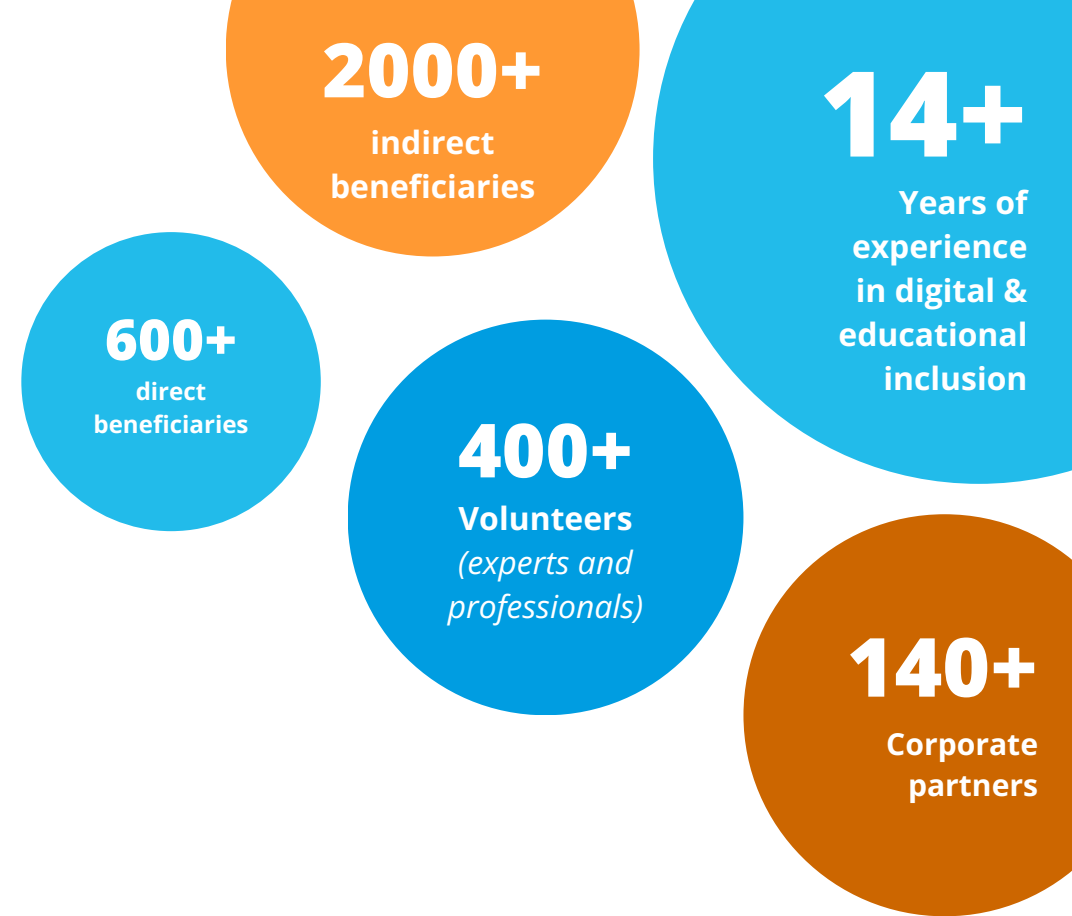 2000+
indirect
beneficiaries
14+
Years of
experience
in digital &
educational
inclusion
600+
direct
beneficiaries
400+
Volunteers
(experts and
professionals)
140+
Corporate
partners